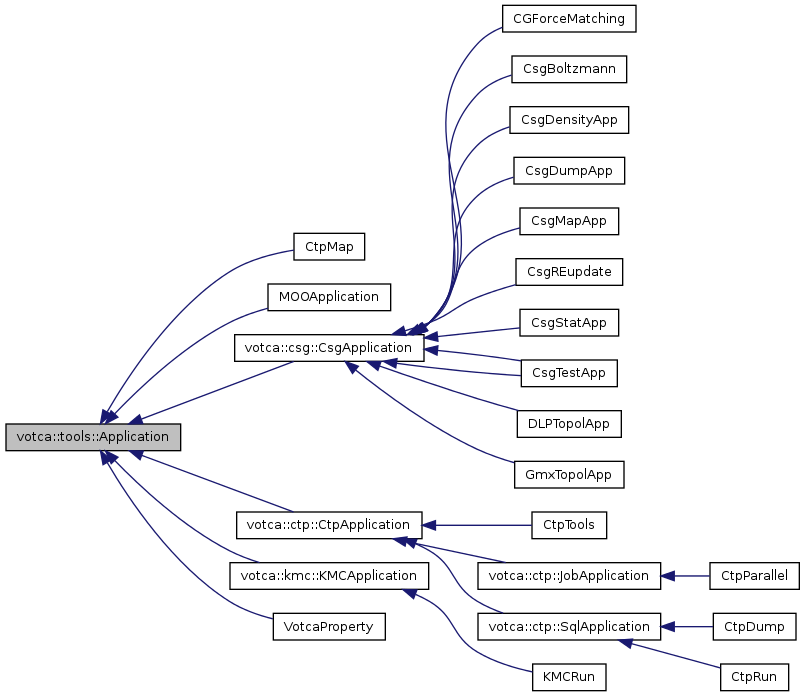 CGForceMatching
CsgBoltzmann
CsgDensityApp
CsgDumpApp
CsgMapApp
CtpMap
CsgREupdate
MOOApplication
CsgStatApp
votca::csg::CsgApplication
CsgTestApp
DLPTopolApp
votca::tools::Application
GmxTopolApp
votca::ctp::CtpApplication
CtpTools
votca::kmc::KMCApplication
votca::ctp::JobApplication
CtpParallel
VotcaProperty
votca::ctp::SqlApplication
CtpDump
KMCRun
CtpRun